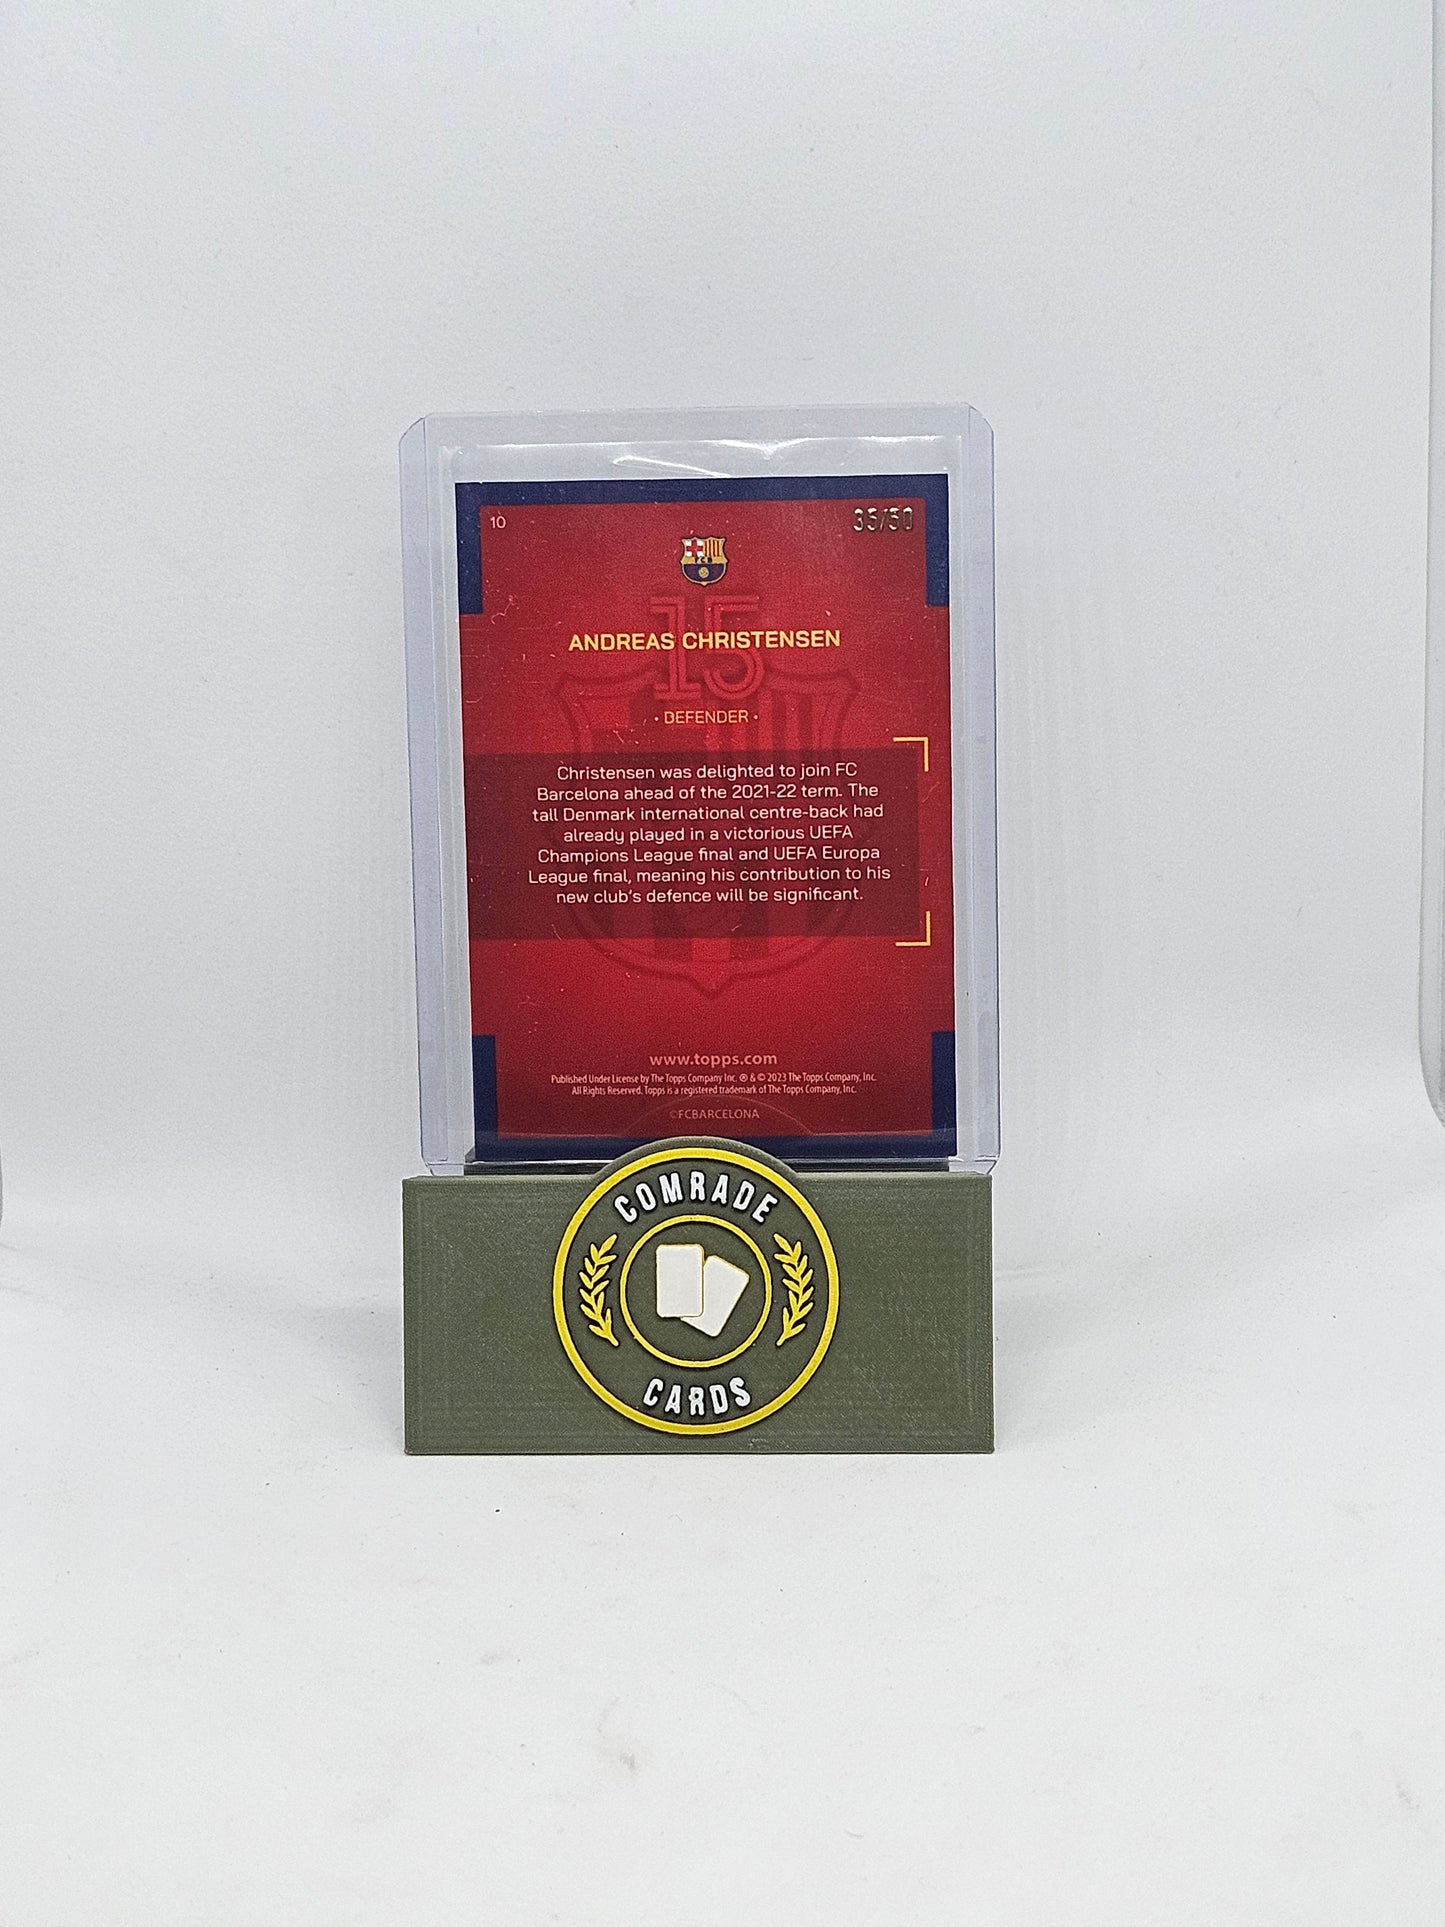 10
35/50
FCB
15
ANDREAS CHRISTENSEN
• DEFENDER •
Christensen was delighted to join FC
Barcelona ahead of the 2021-22 term. The
tall Denmark international centre-back had
already played in a victorious UEFA
Champions League final and UEFA Europa
League final, meaning his contribution to his
new club's defence will be significant.
www.topps.com
Published Under License by The Topps Company Inc. ® & © 2023 The Topps Company, Inc.
All Rights Reserved. Topps is a registered trademark of The Topps Company, Inc.
©FCBARCELONA
COMRADE
CARDS